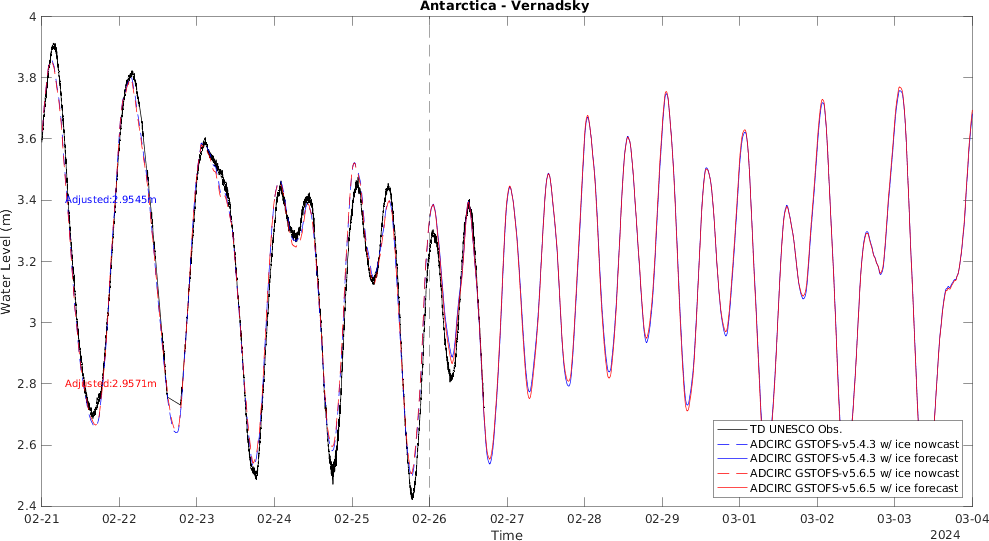 Antarctica - Vernadsky
4
3.8
3.6
3.4
3.2
3
2.8
2.6
2.4
Water Level (m)
Adjusted:2.9545m
Adjusted:2.9571m
TD UNESCO Obs.
ADCIRC GSTOFS-v5.4.3 w/ ice nowcast
ADCIRC GSTOFS-v5.4.3 w/ ice forecast
ADCIRC GSTOFS-v5.6.5 w/ ice nowcast
ADCIRC GSTOFS-v5.6.5 w/ ice forecast
02-21 02-22 02-23 02-24 02-25 02-26 02-27 02-28 02-29 03-01 03-02 03-03 03-04
Time
2024